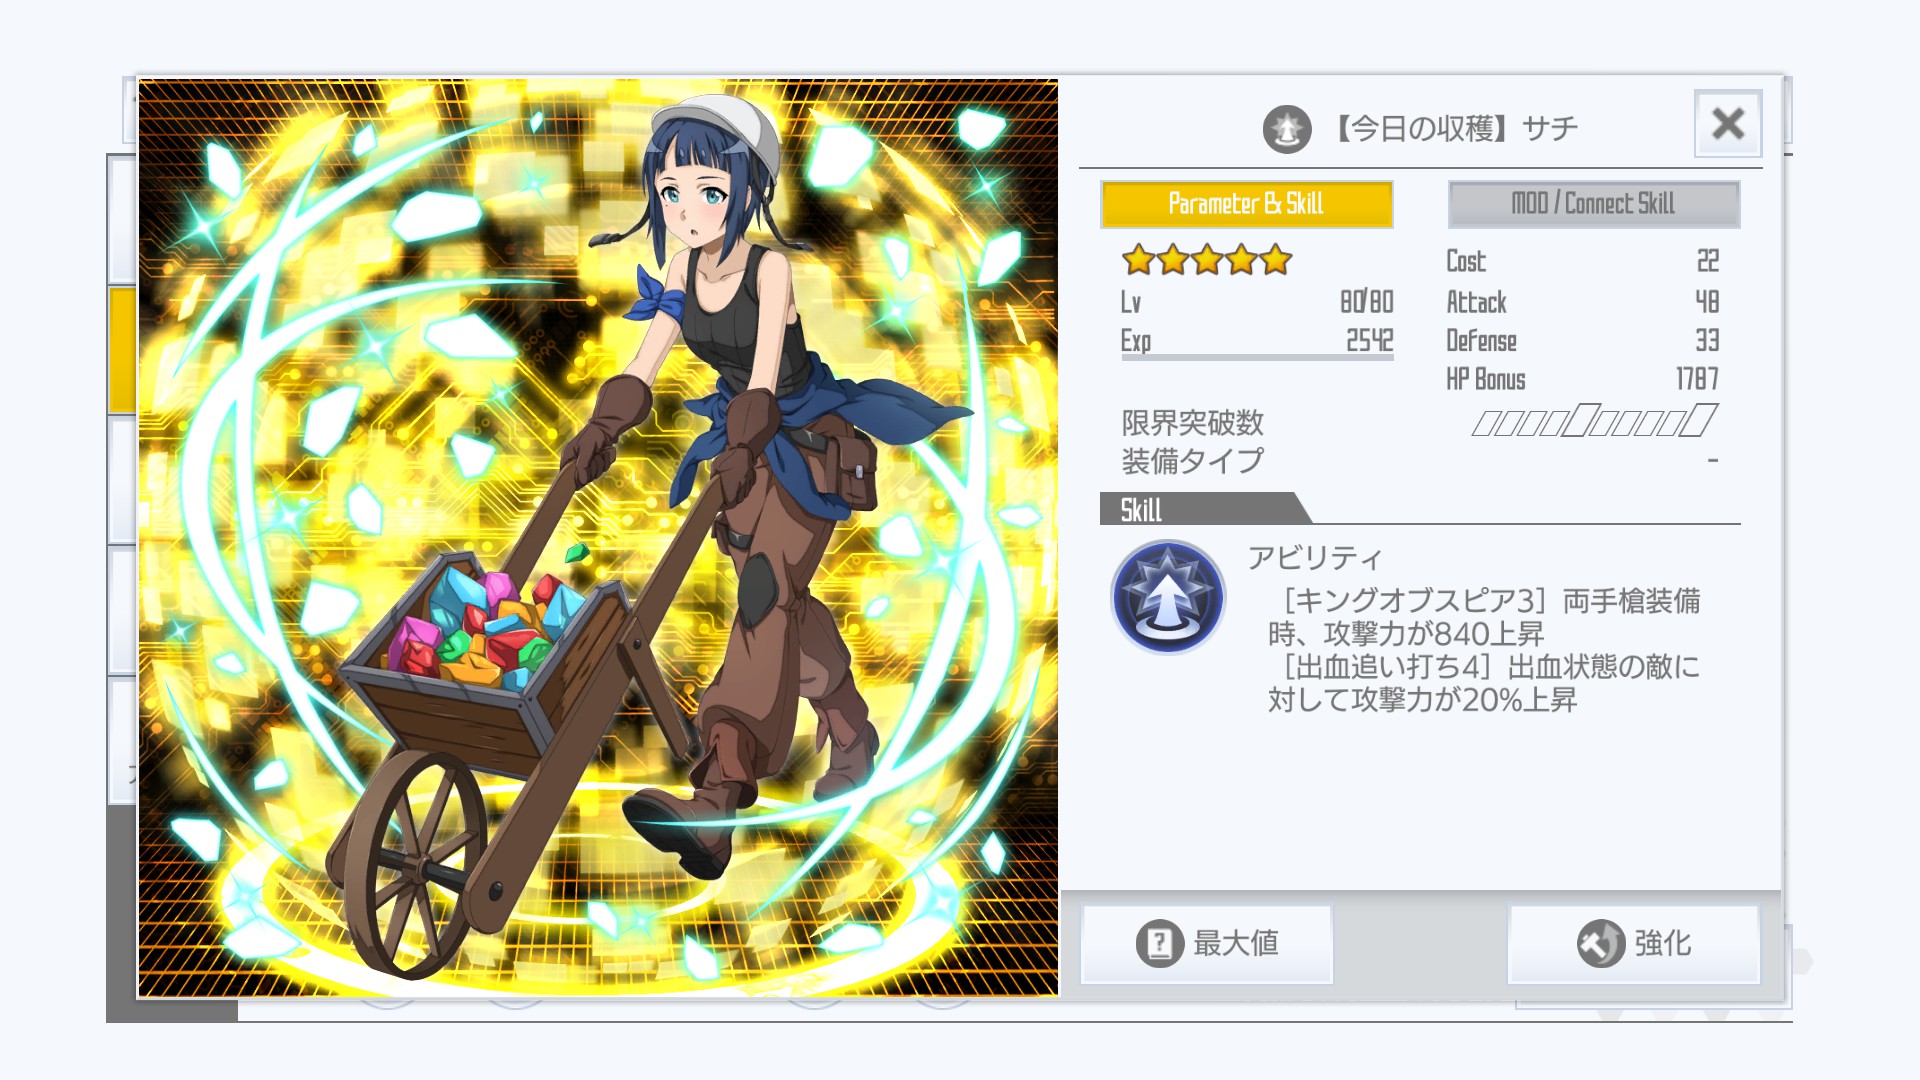 【今日の収穫】サチ
Parameter & Skill
MOD / Connect Skill
Lv 80/80
Exp 2542
Cost 22
Attack 48
Defense 33
HP Bonus 1787
限界突破数
装備タイプ -
Skill
アビリティ
［キングオブスピア3］両手槍装備
時、攻撃力が840上昇
［出血追い打ち4］出血状態の敵に
対して攻撃力が20%上昇
最大値
強化